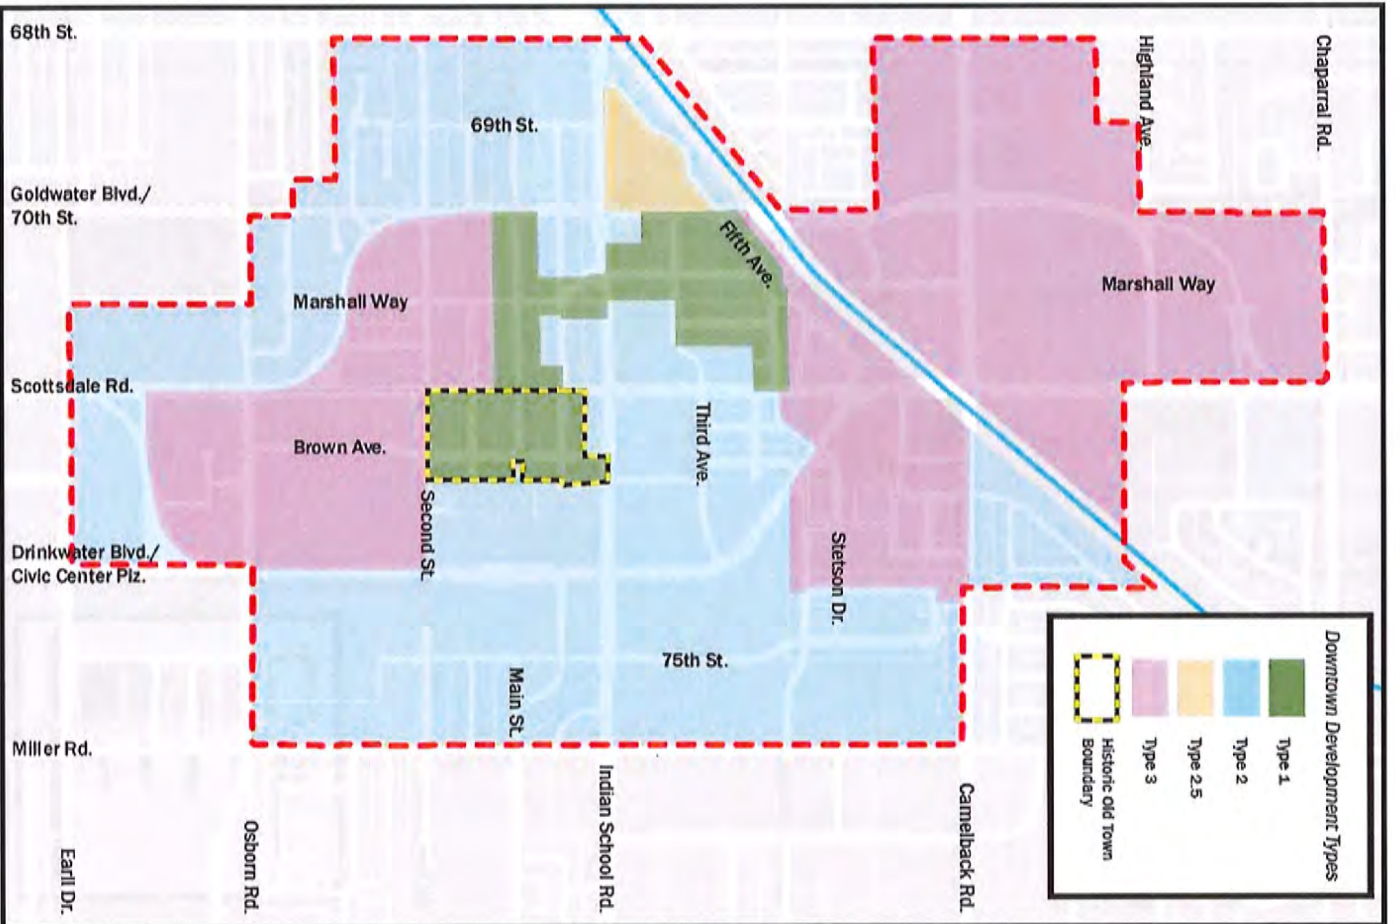 68th St.
69th St.
Goldwater Blvd./
70th St.
Marshall Way
Scottsdale Rd.
Brown Ave.
Drinkwater Blvd./
Civic Center Plz.
75th St.
Miller Rd.
Marshall Way
Fifth Ave.
Chaparral Rd.
Highland Ave.
Third Ave.
Second St.
Stetson Dr.
Main St.
Indian School Rd.
Camelback Rd.
Osborn Rd.
Earll Dr.
Downtown Development Types
Type 1
Type 2
Type 2.5
Type 3
Historic Old Town
Boundary